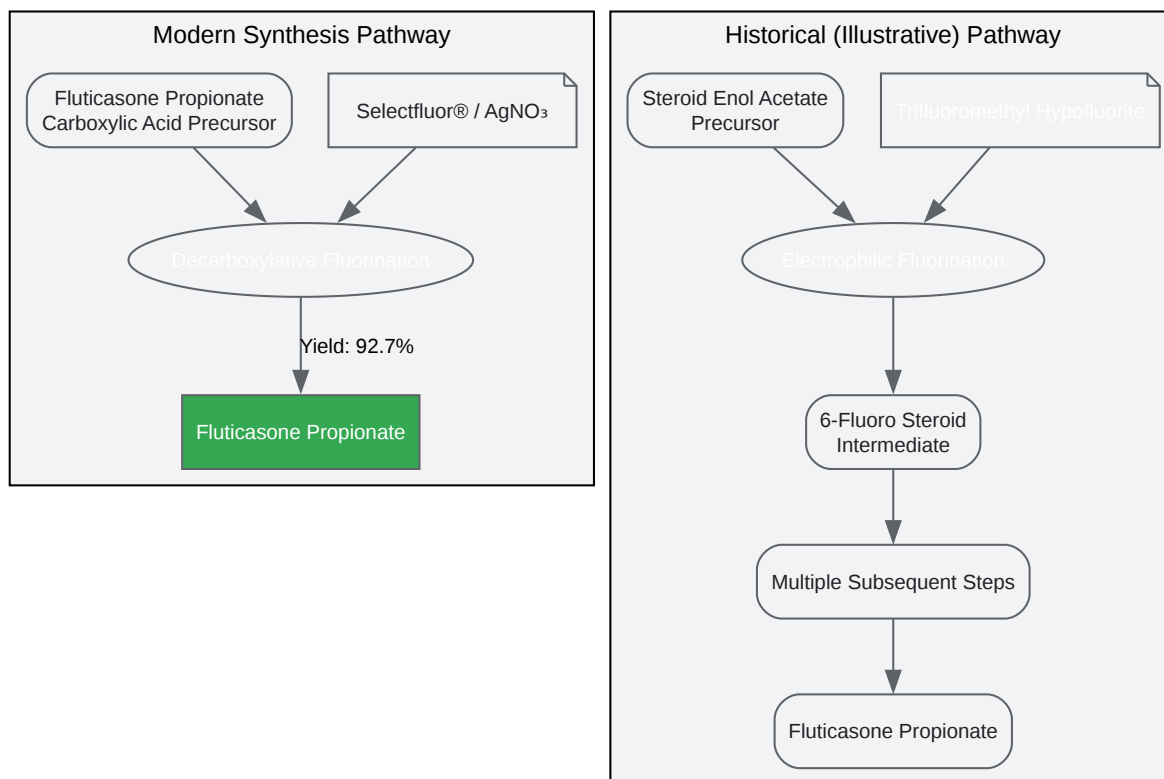 Modern Synthesis Pathway
Fluticasone Propionate
Carboxylic Acid Precursor
Selectfluor® / AgNO₃
Decarboxylative Fluorination
Yield: 92.7%
Fluticasone Propionate
Historical (Illustrative) Pathway
Steroid Enol Acetate
Precursor
Trifluoromethyl Hypofluorite
Electrophilic Fluorination
6-Fluoro Steroid
Intermediate
Multiple Subsequent Steps
Fluticasone Propionate